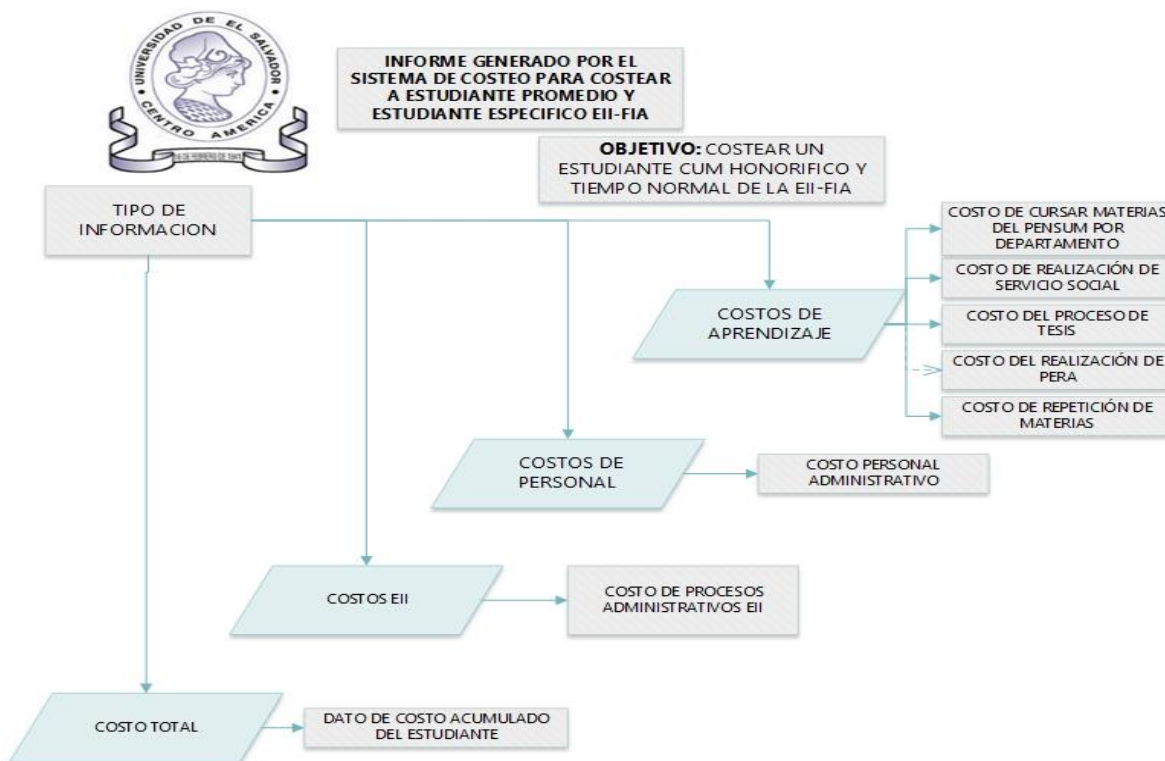 UNIVERSIDAD DE EL SALVADOR
CENTRO AMERICA
INFORME GENERADO POR EL
SISTEMA DE COSTEO PARA COSTEAR
A ESTUDIANTE PROMEDIO Y
ESTUDIANTE ESPECIFICO EII-FIA
OBJETIVO: COSTEAR UN
ESTUDIANTE CUM HONORIFICO Y
TIEMPO NORMAL DE LA EII-FIA
TIPO DE
INFORMACION
COSTOS DE
APRENDIZAJE
COSTO DE CURSAR MATERIAS
DEL PENSUM POR
DEPARTAMENTO
COSTO DE REALIZACIÓN DE
SERVICIO SOCIAL
COSTO DEL PROCESO DE
TESIS
COSTO DEL REALIZACIÓN DE
PERA
COSTO DE REPETICIÓN DE
MATERIAS
COSTOS DE
PERSONAL
COSTO PERSONAL
ADMINISTRATIVO
COSTOS EII
COSTO DE PROCESOS
ADMINISTRATIVOS EII
COSTO TOTAL
DATO DE COSTO ACUMULADO
DEL ESTUDIANTE